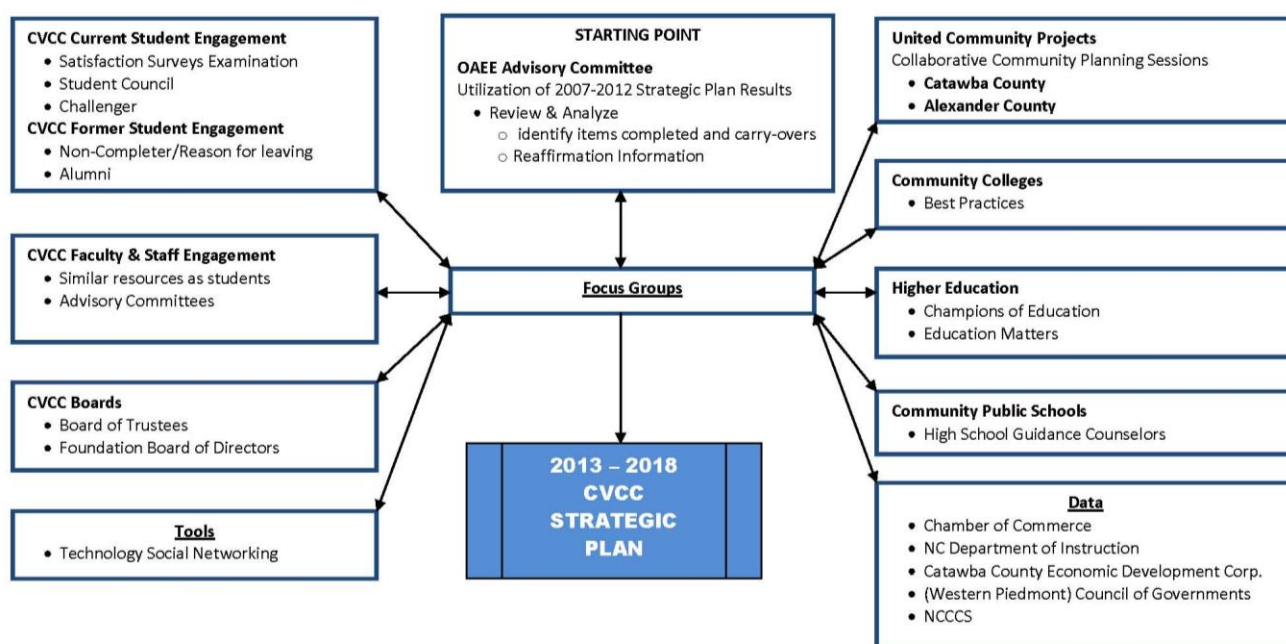 CVCC Current Student Engagement
• Satisfaction Surveys Examination
• Student Council
• Challenger
CVCC Former Student Engagement
• Non-Completer/Reason for leaving
• Alumni
CVCC Faculty & Staff Engagement
• Similar resources as students
• Advisory Committees
CVCC Boards
• Board of Trustees
• Foundation Board of Directors
Tools
• Technology Social Networking
STARTING POINT
OAEE Advisory Committee
Utilization of 2007-2012 Strategic Plan Results
• Review & Analyze
○ identify items completed and carry-overs
○ Reaffirmation Information
Focus Groups
2013 – 2018
CVCC
STRATEGIC
PLAN
United Community Projects
Collaborative Community Planning Sessions
• Catawba County
• Alexander County
Community Colleges
• Best Practices
Higher Education
• Champions of Education
• Education Matters
Community Public Schools
• High School Guidance Counselors
Data
• Chamber of Commerce
• NC Department of Instruction
• Catawba County Economic Development Corp.
• (Western Piedmont) Council of Governments
• NCCCS